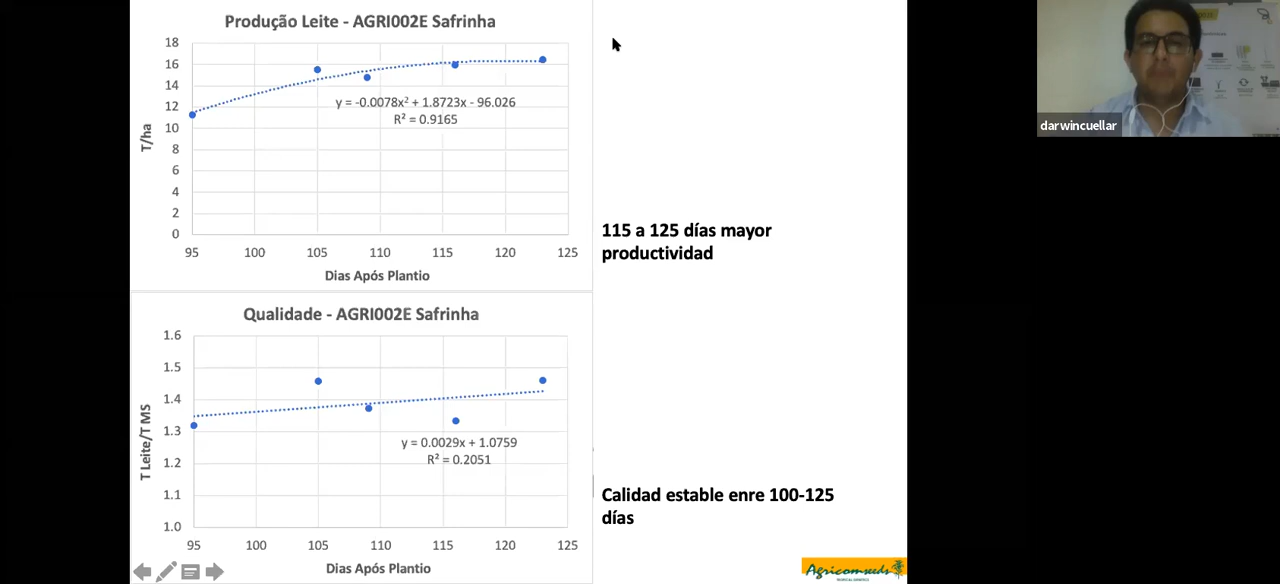 Produção Leite - AGRI002E Safrinha
18
16
14
12
10
8
6
4
2
0
T/ha
y = -0.0078x² + 1.8723x - 96.026
R² = 0.9165
95 100 105 110 115 120 125
Dias Após Plantio
115 a 125 días mayor
productividad
Qualidade - AGRI002E Safrinha
1.6
1.5
1.4
1.3
1.2
1.1
1.0
T Leite/T MS
y = 0.0029x + 1.0759
R² = 0.2051
95 100 105 110 115 120 125
Dias Após Plantio
Calidad estable enre 100-125
días
Agricomseeds
darwincuellar